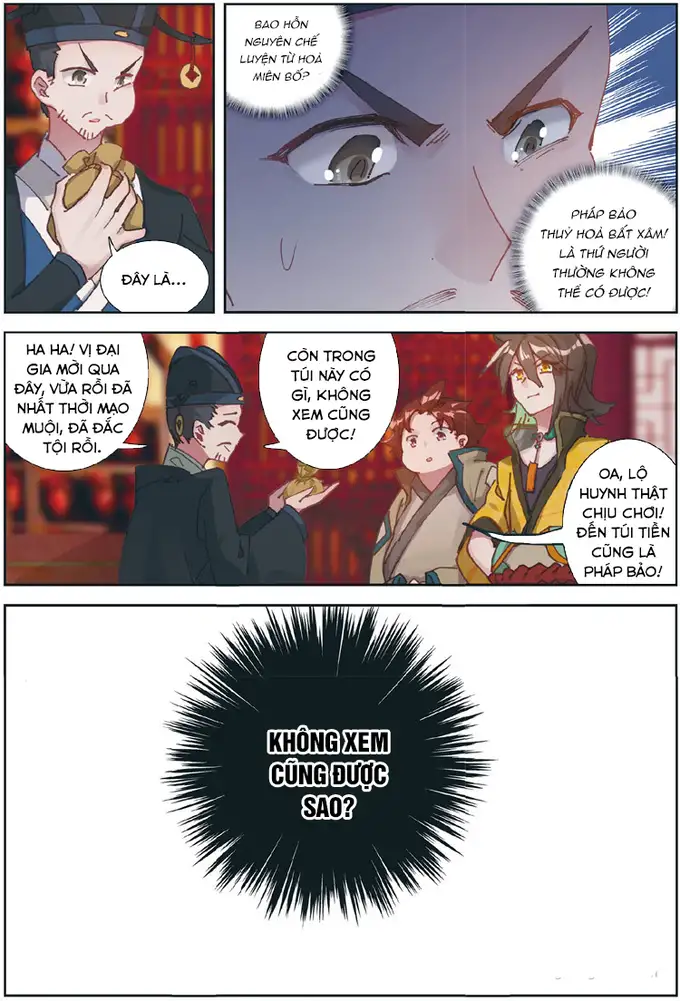 ĐÂY LÀ...
BAO HỖN
NGUYÊN CHẾ
LUYỆN TỪ HOẢ
MIÊN BỐ?
PHÁP BẢO
THUỶ HOẢ BẤT XÂM!
LÀ THỨ NGƯỜI
THƯỜNG KHÔNG
THỂ CÓ ĐƯỢC!
HA HA! VỊ ĐẠI
GIA MỚI QUA
ĐÂY, VỪA RỒI ĐÃ
NHẤT THỜI MẠO
MUỘI, ĐÃ ĐẮC
TỘI RỒI.
CÒN TRONG
TÚI NÀY CÓ
GÌ, KHÔNG
XEM CŨNG
ĐƯỢC!
OA, LỘ
HUYNH THẬT
CHỊU CHƠI!
ĐẾN TÚI TIỀN
CŨNG LÀ
PHÁP BẢO!
KHÔNG XEM
CŨNG ĐƯỢC
SAO?